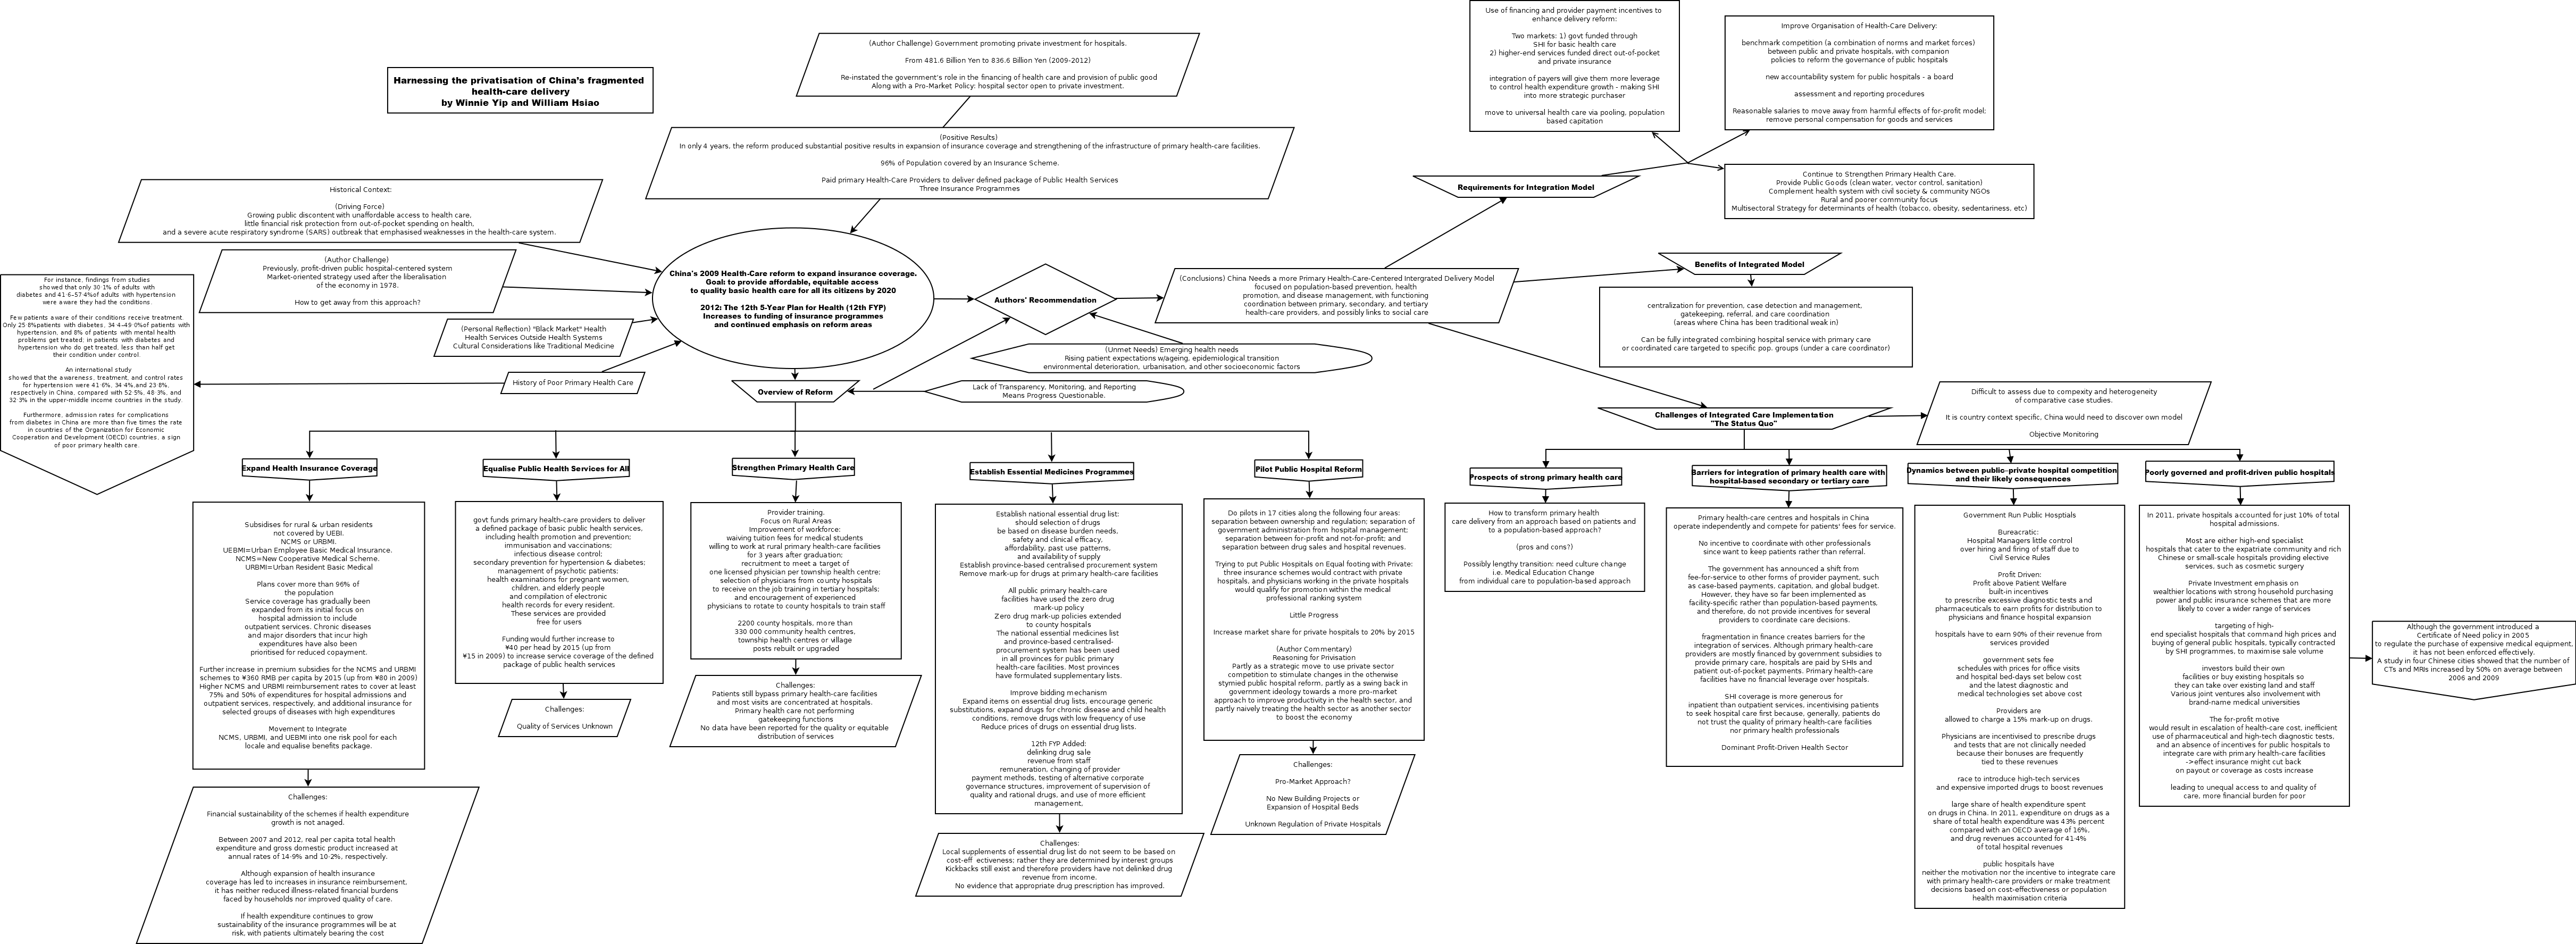 Harnessing the privatisation of China's fragmented
health-care delivery
by Winnie Yip and William Hsiao
(Author Challenge) Government promoting private investment for hospitals.
From 481.6 Billion Yen to 836.6 Billion Yen (2009-2012)
Re-instated the government's role in the financing of health care and provision of public good
Along with a Pro-Market Policy: hospital sector open to private investment.
(Positive Results)
In only 4 years, the reform produced substantial positive results in expansion of insurance coverage and strengthening of the infrastructure of primary health-care facilities.
96% of Population covered by an Insurance Scheme.
Paid primary Health-Care Providers to deliver defined package of Public Health Services
Three Insurance Programmes
Historical Context:
(Driving Force)
Growing public discontent with unaffordable access to health care,
little financial risk protection from out-of-pocket spending on health,
and a severe acute respiratory syndrome (SARS) outbreak that emphasised weaknesses in the health-care system.
(Author Challenge)
Previously, profit-driven public hospital-centered system
Market-oriented strategy used after the liberalisation
of the economy in 1978.
How to get away from this approach?
(Personal Reflection) "Black Market" Health
Health Services Outside Health Systems
Cultural Considerations like Traditional Medicine
History of Poor Primary Health Care
For instance, findings from studies
showed that only 30·1% of adults with
diabetes and 41·6–57·4%of adults with hypertension
were aware they had the conditions.
Few patients aware of their conditions receive treatment.
Only 25·8%patients with diabetes, 34·4–49·0%of patients with
hypertension, and 8% of patients with mental health
problems get treated; in patients with diabetes and
hypertension who do get treated, less than half get
their condition under control.
An international study
showed that the awareness, treatment, and control rates
for hypertension were 41·6%, 34·4%,and 23·8%,
respectively in China, compared with 52·5%, 48·3%, and
32·3% in the upper-middle income countries in the study.
Furthermore, admission rates for complications
from diabetes in China are more than five times the rate
in countries of the Organization for Economic
Cooperation and Development (OECD) countries, a sign
of poor primary health care.
China's 2009 Health-Care reform to expand insurance coverage.
Goal: to provide affordable, equitable access
to quality basic health care for all its citizens by 2020
2012: The 12th 5-Year Plan for Health (12th FYP)
Increases to funding of insurance programmes
and continued emphasis on reform areas
Authors' Recommendation
(Conclusions) China Needs a more Primary Health-Care-Centered Intergrated Delivery Model
focused on population-based prevention, health
promotion, and disease management, with functioning
coordination between primary, secondary, and tertiary
health-care providers, and possibly links to social care
(Unmet Needs) Emerging health needs
Rising patient expectations w/ageing, epidemiological transition
environmental deterioration, urbanisation, and other socioeconomic factors
Lack of Transparency, Monitoring, and Reporting
Means Progress Questionable.
Overview of Reform
Requirements for Integration Model
Use of financing and provider payment incentives to
enhance delivery reform:
Two markets: 1) govt funded through
SHI for basic health care
2) higher-end services funded direct out-of-pocket
and private insurance
integration of payers will give them more leverage
to control health expenditure growth - making SHI
into more strategic purchaser
move to universal health care via pooling, population
based capitation
Improve Organisation of Health-Care Delivery:
benchmark competition (a combination of norms and market forces)
between public and private hospitals, with companion
policies to reform the governance of public hospitals
new accountability system for public hospitals - a board
assessment and reporting procedures
Reasonable salaries to move away from harmful effects of for-profit model;
remove personal compensation for goods and services
Continue to Strengthen Primary Health Care.
Provide Public Goods (clean water, vector control, sanitation)
Complement health system with civil society & community NGOs
Rural and poorer community focus
Multisectoral Strategy for determinants of health (tobacco, obesity, sedentariness, etc)
Benefits of Integrated Model
centralization for prevention, case detection and management,
gatekeeping, referral, and care coordination
(areas where China has been traditional weak in)
Can be fully integrated combining hospital service with primary care
or coordinated care targeted to specific pop. groups (under a care coordinator)
Challenges of Integrated Care Implementation
"The Status Quo"
Difficult to assess due to compexity and heterogeneity
of comparative case studies.
It is country context specific, China would need to discover own model
Objective Monitoring
Expand Health Insurance Coverage
Subsidises for rural & urban residents
not covered by UEBI.
NCMS or URBMI.
UEBMI=Urban Employee Basic Medical Insurance.
NCMS=New Cooperative Medical Scheme.
URBMI=Urban Resident Basic Medical
Plans cover more than 96% of
the population
Service coverage has gradually been
expanded from its initial focus on
hospital admission to include
outpatient services. Chronic diseases
and major disorders that incur high
expenditures have also been
prioritised for reduced copayment.
Further increase in premium subsidies for the NCMS and URBMI
schemes to ¥360 RMB per capita by 2015 (up from ¥80 in 2009)
Higher NCMS and URBMI reimbursement rates to cover at least
75% and 50% of expenditures for hospital admissions and
outpatient services, respectively, and additional insurance for
selected groups of diseases with high expenditures
Movement to Integrate
NCMS, URBMI, and UEBMI into one risk pool for each
locale and equalise benefits package.
Challenges:
Financial sustainability of the schemes if health expenditure
growth is not anaged.
Between 2007 and 2012, real per capita total health
expenditure and gross domestic product increased at
annual rates of 14·9% and 10·2%, respectively.
Although expansion of health insurance
coverage has led to increases in insurance reimbursement,
it has neither reduced illness-related financial burdens
faced by households nor improved quality of care.
If health expenditure continues to grow
sustainability of the insurance programmes will be at
risk, with patients ultimately bearing the cost
Equalise Public Health Services for All
govt funds primary health-care providers to deliver
a defined package of basic public health services,
including health promotion and prevention;
immunisation and vaccinations;
infectious disease control;
secondary prevention for hypertension & diabetes;
management of psychotic patients;
health examinations for pregnant women,
children, and elderly people
and compilation of electronic
health records for every resident.
These services are provided
free for users
Funding would further increase to
¥40 per head by 2015 (up from
¥15 in 2009) to increase service coverage of the defined
package of public health services
Challenges:
Quality of Services Unknown
Strengthen Primary Health Care
Provider training.
Focus on Rural Areas
Improvement of workforce:
waiving tuition fees for medical students
willing to work at rural primary health-care facilities
for 3 years after graduation;
recruitment to meet a target of
one licensed physician per township health centre;
selection of physicians from county hospitals
to receive on the job training in tertiary hospitals;
and encouragement of experienced
physicians to rotate to county hospitals to train staff
2200 county hospitals, more than
330 000 community health centres,
township health centres or village
posts rebuilt or upgraded
Challenges:
Patients still bypass primary health-care facilities
and most visits are concentrated at hospitals.
Primary health care not performing
gatekeeping functions
No data have been reported for the quality or equitable
distribution of services
Establish Essential Medicines Programmes
Establish national essential drug list:
should selection of drugs
be based on disease burden needs,
safety and clinical efficacy,
affordability, past use patterns,
and availability of supply
Establish province-based centralised procurement system
Remove mark-up for drugs at primary health-care facilities
All public primary health-care
facilities have used the zero drug
mark-up policy
Zero drug mark-up policies extended
to county hospitals
The national essential medicines list
and province-based centralised-
procurement system has been used
in all provinces for public primary
health-care facilities. Most provinces
have formulated supplementary lists.
Improve bidding mechanism
Expand items on essential drug lists, encourage generic
substitutions, expand drugs for chronic disease and child health
conditions, remove drugs with low frequency of use
Reduce prices of drugs on essential drug lists.
12th FYP Added:
delinking drug sale
revenue from staff
remuneration, changing of provider
payment methods, testing of alternative corporate
governance structures, improvement of supervision of
quality and rational drugs, and use of more efficient
management,
Challenges:
Local supplements of essential drug list do not seem to be based on
cost-eff ectiveness: rather they are determined by interest groups
Kickbacks still exist and therefore providers have not delinked drug
revenue from income.
No evidence that appropriate drug prescription has improved.
Pilot Public Hospital Reform
Do pilots in 17 cities along the following four areas:
separation between ownership and regulation; separation of
government administration from hospital management;
separation between for-profit and not-for-profit; and
separation between drug sales and hospital revenues.
Trying to put Public Hospitals on Equal footing with Private:
three insurance schemes would contract with private
hospitals, and physicians working in the private hospitals
would qualify for promotion within the medical
professional ranking system
Little Progress
Increase market share for private hospitals to 20% by 2015
(Author Commentary)
Reasoning for Privisation
Partly as a strategic move to use private sector
competition to stimulate changes in the otherwise
stymied public hospital reform, partly as a swing back in
government ideology towards a more pro-market
approach to improve productivity in the health sector, and
partly naively treating the health sector as another sector
to boost the economy
Challenges:
Pro-Market Approach?
No New Building Projects or
Expansion of Hospital Beds
Unknown Regulation of Private Hospitals
Prospects of strong primary health care
How to transform primary health
care delivery from an approach based on patients and
to a population-based approach?
(pros and cons?)
Possibly lengthy transition: need culture change
i.e. Medical Education Change
from individual care to population-based approach
Barriers for integration of primary health care with
hospital-based secondary or tertiary care
Primary health-care centres and hospitals in China
operate independently and compete for patients' fees for service.
No incentive to coordinate with other professionals
since want to keep patients rather than referral.
The government has announced a shift from
fee-for-service to other forms of provider payment, such
as case-based payments, capitation, and global budget.
However, they have so far been implemented as
facility-specific rather than population-based payments,
and therefore, do not provide incentives for several
providers to coordinate care decisions.
fragmentation in finance creates barriers for the
integration of services. Although primary health-care
providers are mostly financed by government subsidies to
provide primary care, hospitals are paid by SHIs and
patient out-of-pocket payments. Primary health-care
facilities have no financial leverage over hospitals.
SHI coverage is more generous for
inpatient than outpatient services, incentivising patients
to seek hospital care first because, generally, patients do
not trust the quality of primary health-care facilities
nor primary health professionals
Dominant Profit-Driven Health Sector
Dynamics between public–private hospital competition
and their likely consequences
Government Run Public Hosptials
Bureacratic:
Hospital Managers little control
over hiring and firing of staff due to
Civil Service Rules
Profit Driven:
Profit above Patient Welfare
built-in incentives
to prescribe excessive diagnostic tests and
pharmaceuticals to earn profits for distribution to
physicians and finance hospital expansion
hospitals have to earn 90% of their revenue from
services provided
government sets fee
schedules with prices for office visits
and hospital bed-days set below cost
and the latest diagnostic and
medical technologies set above cost
Providers are
allowed to charge a 15% mark-up on drugs.
Physicians are incentivised to prescribe drugs
and tests that are not clinically needed
because their bonuses are frequently
tied to these revenues
race to introduce high-tech services
and expensive imported drugs to boost revenues
large share of health expenditure spent
on drugs in China. In 2011, expenditure on drugs as a
share of total health expenditure was 43% percent
compared with an OECD average of 16%,
and drug revenues accounted for 41·4%
of total hospital revenues
public hospitals have
neither the motivation nor the incentive to integrate care
with primary health-care providers or make treatment
decisions based on cost-effectiveness or population
health maximisation criteria
Poorly governed and profit-driven public hospitals
In 2011, private hospitals accounted for just 10% of total
hospital admissions.
Most are either high-end specialist
hospitals that cater to the expatriate community and rich
Chinese or small-scale hospitals providing elective
services, such as cosmetic surgery
Private Investment emphasis on
wealthier locations with strong household purchasing
power and public insurance schemes that are more
likely to cover a wider range of services
targeting of high-
end specialist hospitals that command high prices and
buying of general public hospitals, typically contracted
by SHI programmes, to maximise sale volume
investors build their own
facilities or buy existing hospitals so
they can take over existing land and staff
Various joint ventures also involvement with
brand-name medical universities
The for-profit motive
would result in escalation of health-care cost, inefficient
use of pharmaceutical and high-tech diagnostic tests,
and an absence of incentives for public hospitals to
integrate care with primary health-care facilities
->effect insurance might cut back
on payout or coverage as costs increase
leading to unequal access to and quality of
care, more financial burden for poor
Although the government introduced a
Certificate of Need policy in 2005
to regulate the purchase of expensive medical equipment,
it has not been enforced effectively.
A study in four Chinese cities showed that the number of
CTs and MRIs increased by 50% on average between
2006 and 2009